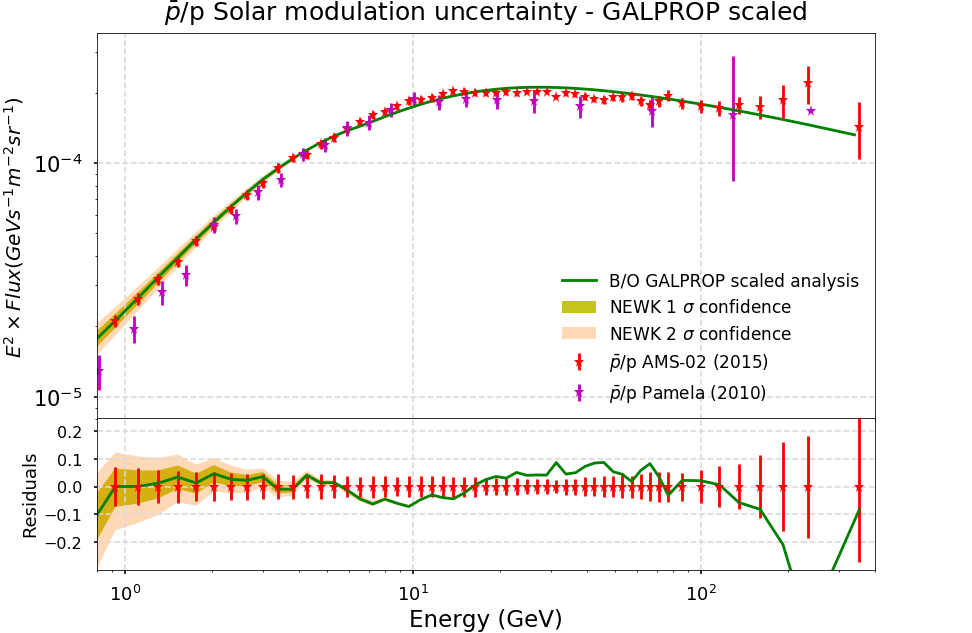 p̄/p Solar modulation uncertainty - GALPROP scaled
E² × Flux(GeVs⁻¹m⁻²sr⁻¹)
10⁻⁴
10⁻⁵
B/O GALPROP scaled analysis
NEWK 1 σ confidence
NEWK 2 σ confidence
p̄/p AMS-02 (2015)
p̄/p Pamela (2010)
Residuals
0.2
0.1
0.0
−0.1
−0.2
10⁰ 10¹ 10²
Energy (GeV)